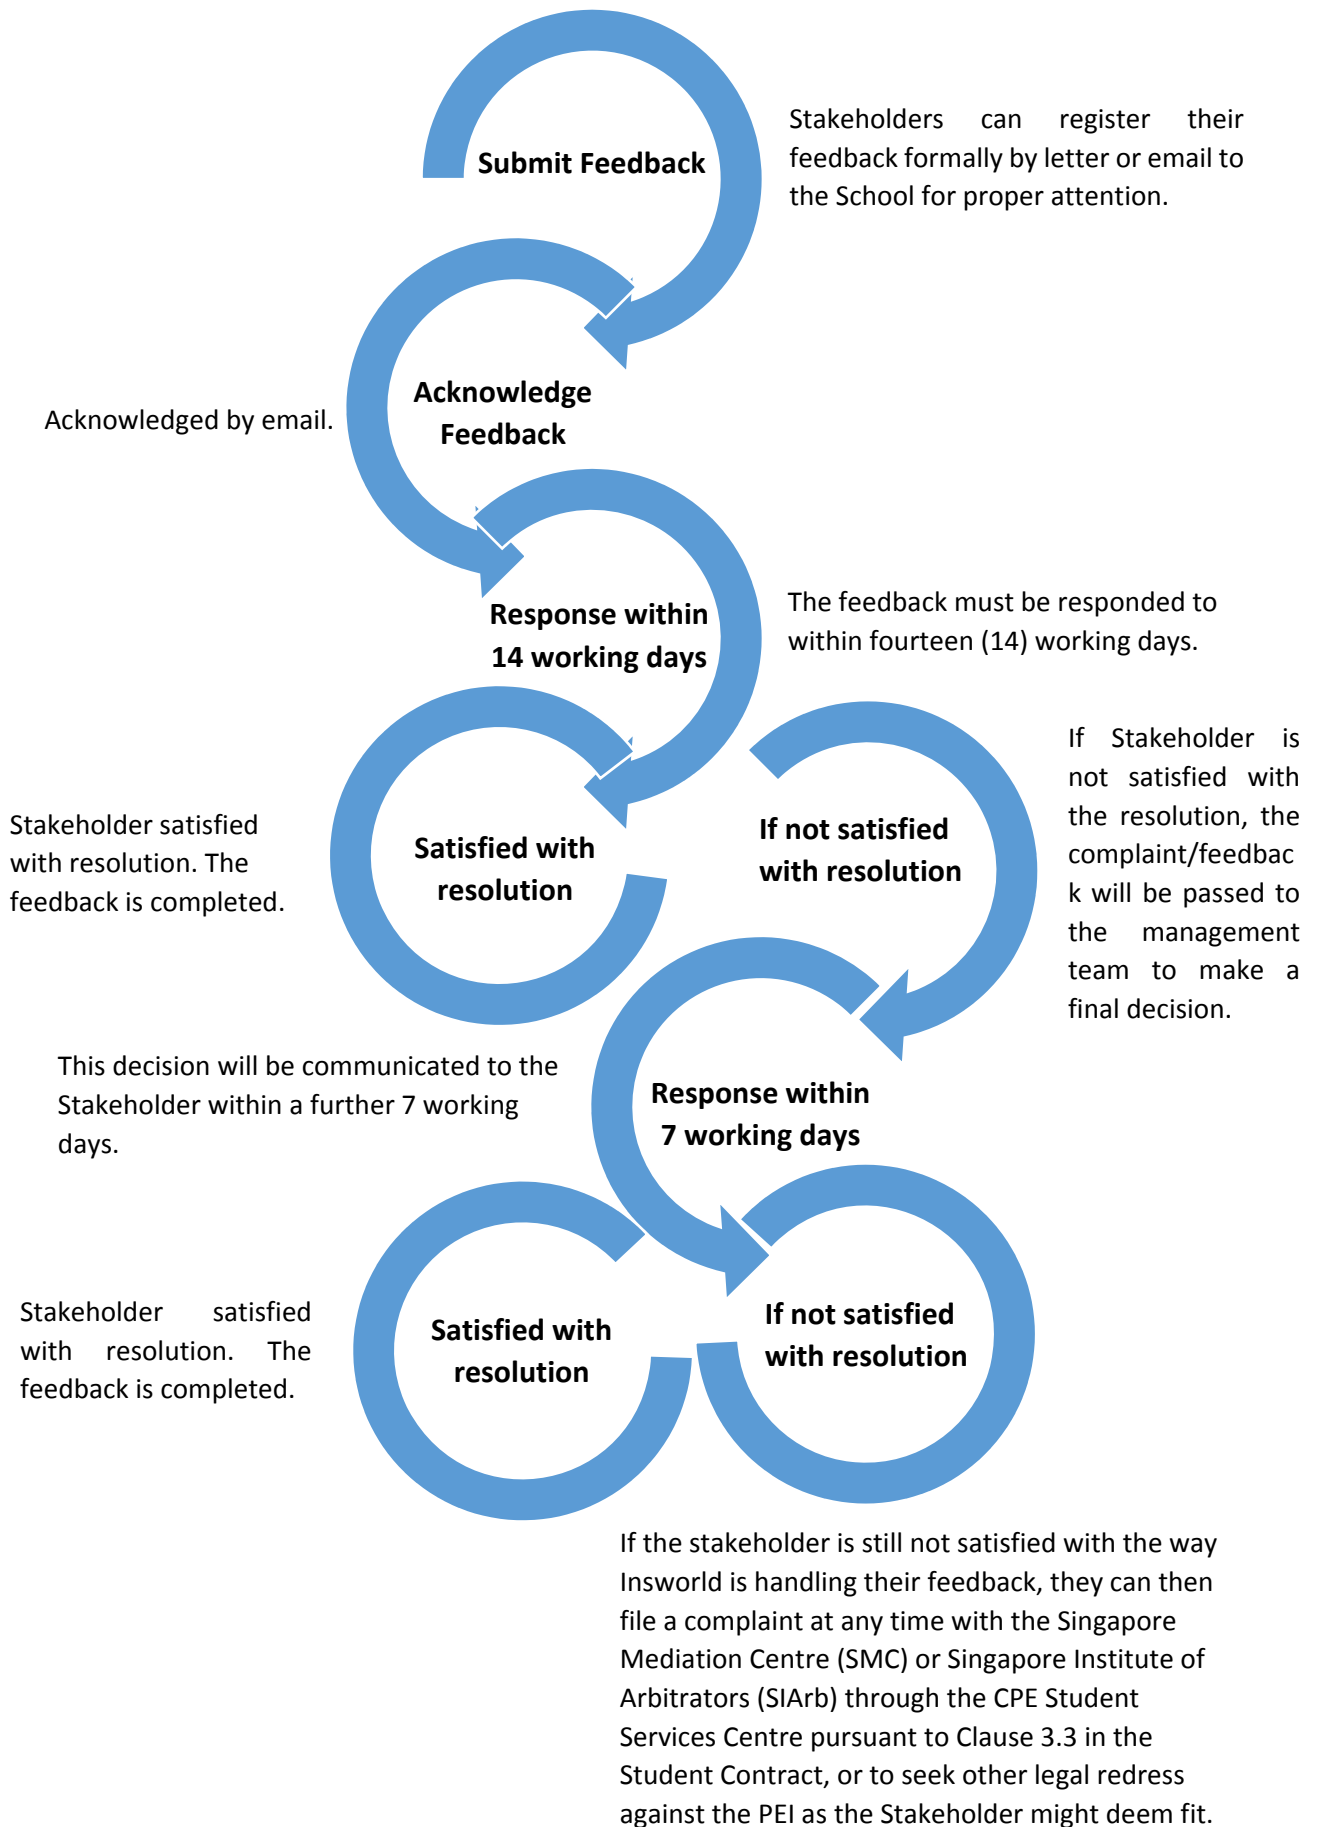 Submit Feedback
Stakeholders can register their
feedback formally by letter or email to
the School for proper attention.
Acknowledged by email.
Acknowledge
Feedback
Response within
14 working days
The feedback must be responded to
within fourteen (14) working days.
Stakeholder satisfied
with resolution. The
feedback is completed.
Satisfied with
resolution
If not satisfied
with resolution
If Stakeholder is
not satisfied with
the resolution, the
complaint/feedbac
k will be passed to
the management
team to make a
final decision.
This decision will be communicated to the
Stakeholder within a further 7 working
days.
Response within
7 working days
Stakeholder satisfied
with resolution. The
feedback is completed.
Satisfied with
resolution
If not satisfied
with resolution
If the stakeholder is still not satisfied with the way
Insworld is handling their feedback, they can then
file a complaint at any time with the Singapore
Mediation Centre (SMC) or Singapore Institute of
Arbitrators (SIArb) through the CPE Student
Services Centre pursuant to Clause 3.3 in the
Student Contract, or to seek other legal redress
against the PEI as the Stakeholder might deem fit.